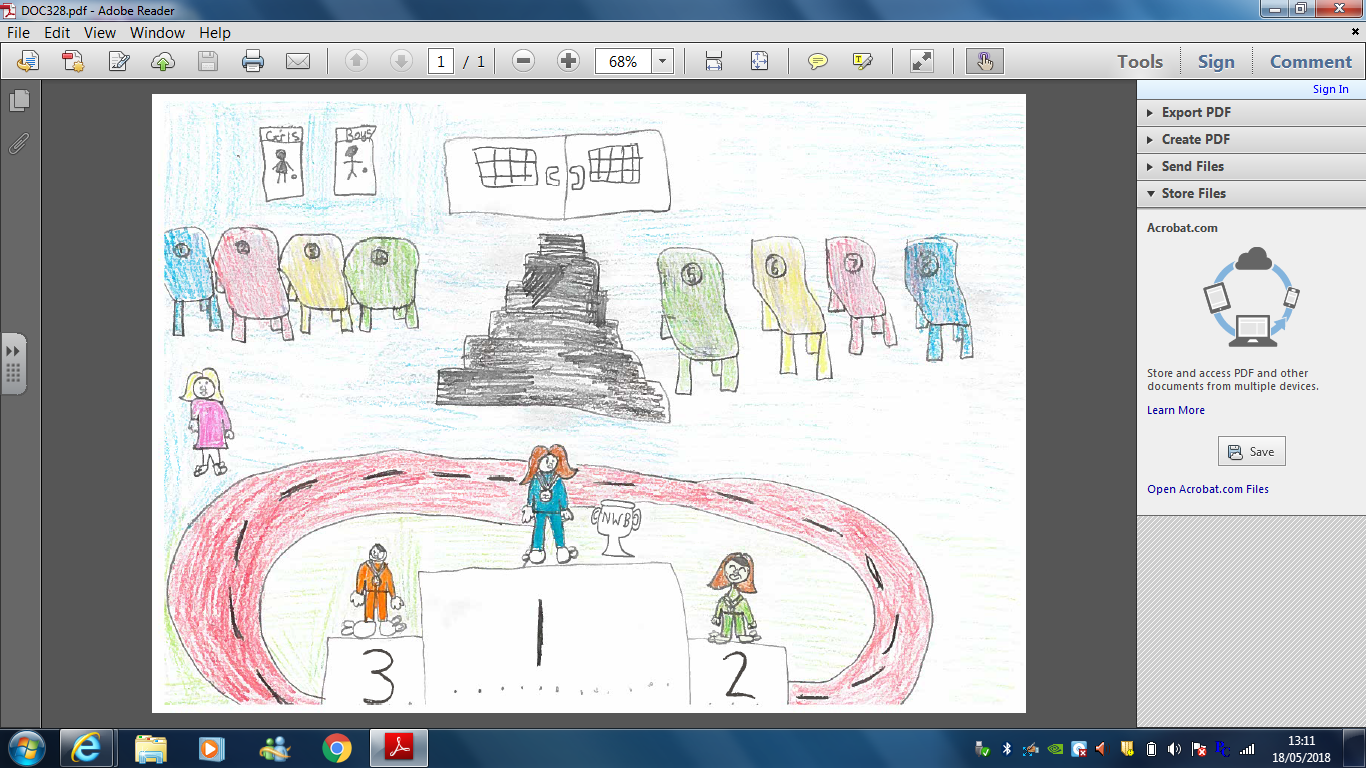 DOC328.pdf - Adobe Reader
File Edit View Window Help
1 / 1 68% Tools Sign Comment
Sign In
Export PDF
Create PDF
Send Files
Store Files
Acrobat.com
Store and access PDF and other
documents from multiple devices.
Learn More
Save
Open Acrobat.com Files
Girls Boys
1 2 3 4 5 6 7 8
NWB
3 1 2
13:11
18/05/2018